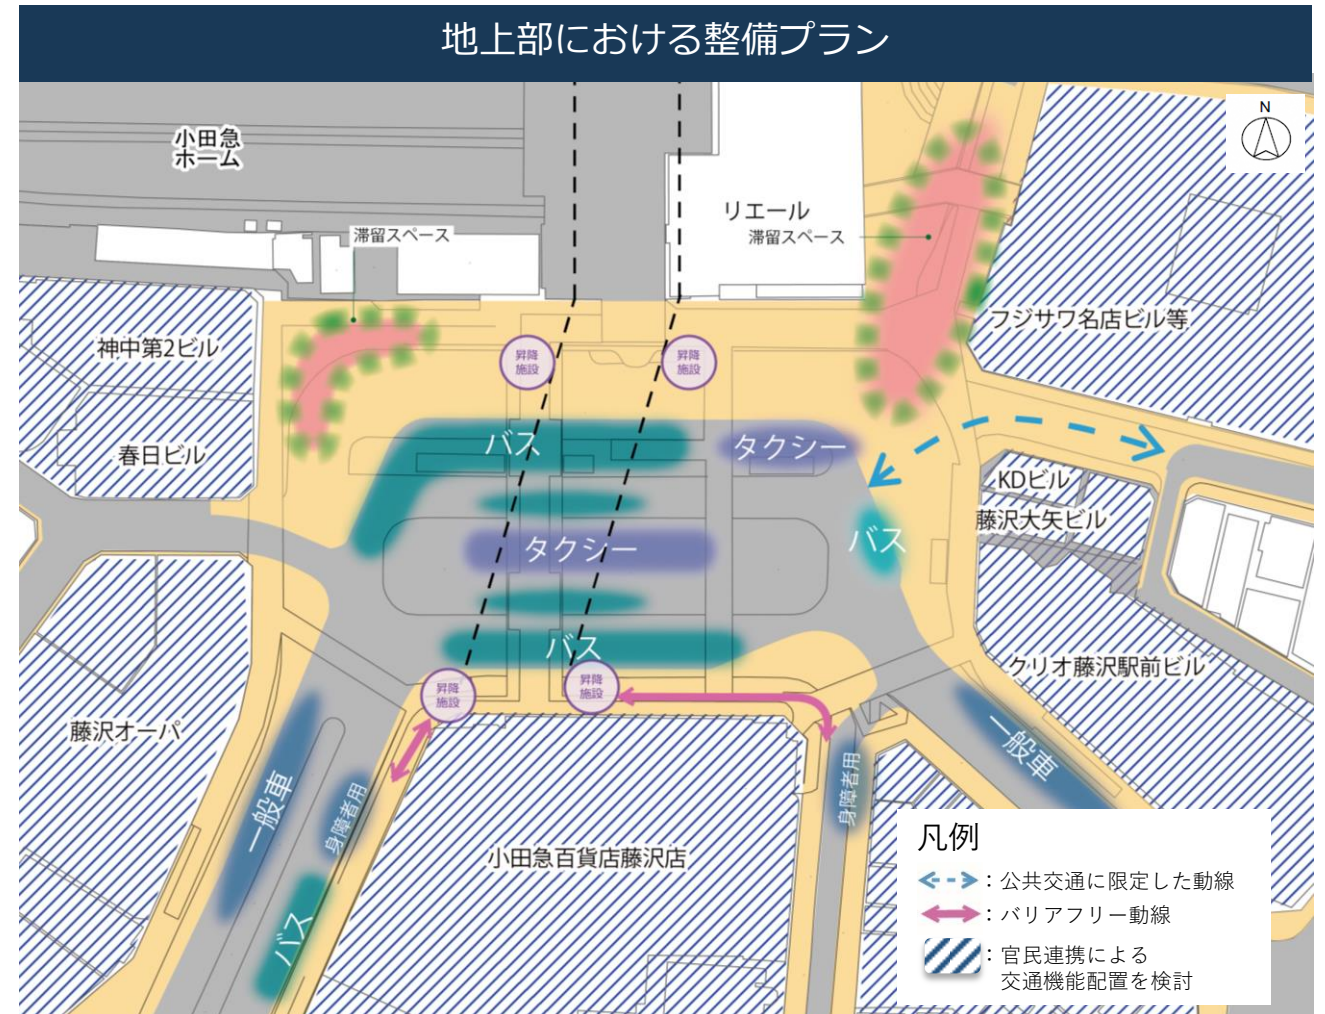 地上部における整備プラン
N
小田急
ホーム
リエール
滞留スペース
滞留スペース
フジサワ名店ビル等
神中第2ビル
昇降
施設
昇降
施設
バス
タクシー
春日ビル
KDビル
藤沢大矢ビル
タクシー
バス
バス
クリオ藤沢駅前ビル
昇降
施設
昇降
施設
藤沢オーパ
一般車
一般車
身障者用
身障者用
小田急百貨店藤沢店
バス
凡例
：公共交通に限定した動線
：バリアフリー動線
：官民連携による
交通機能配置を検討